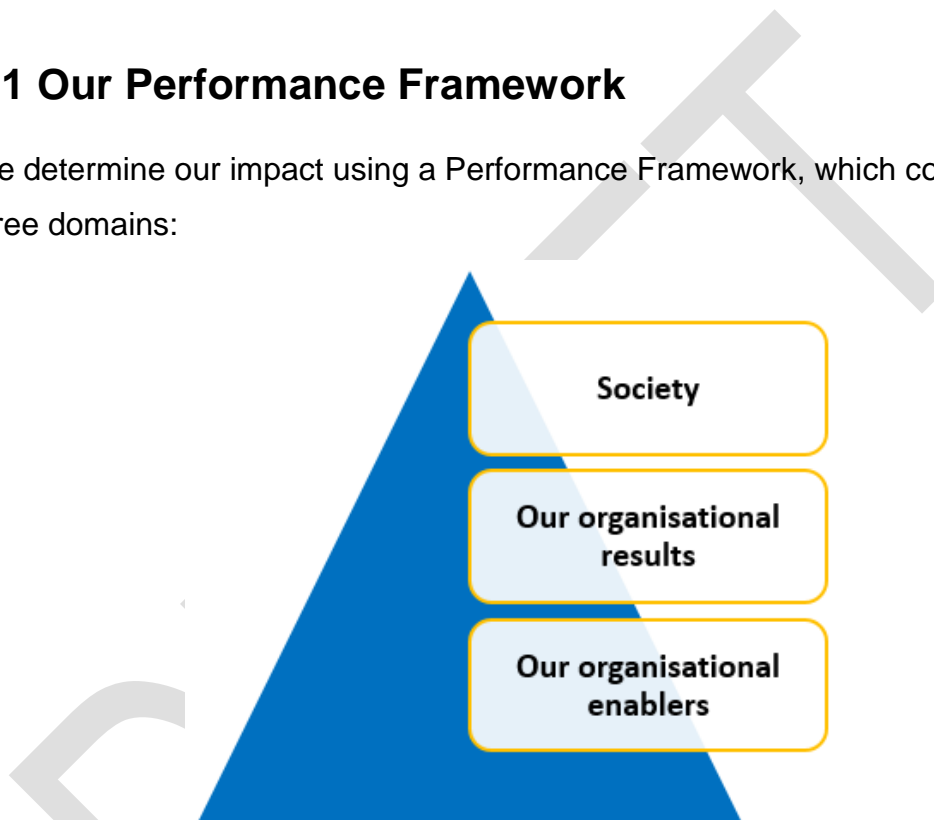 1 Our Performance Framework
e determine our impact using a Performance Framework, which co
ree domains:
Society
Our organisational
results
Our organisational
enablers